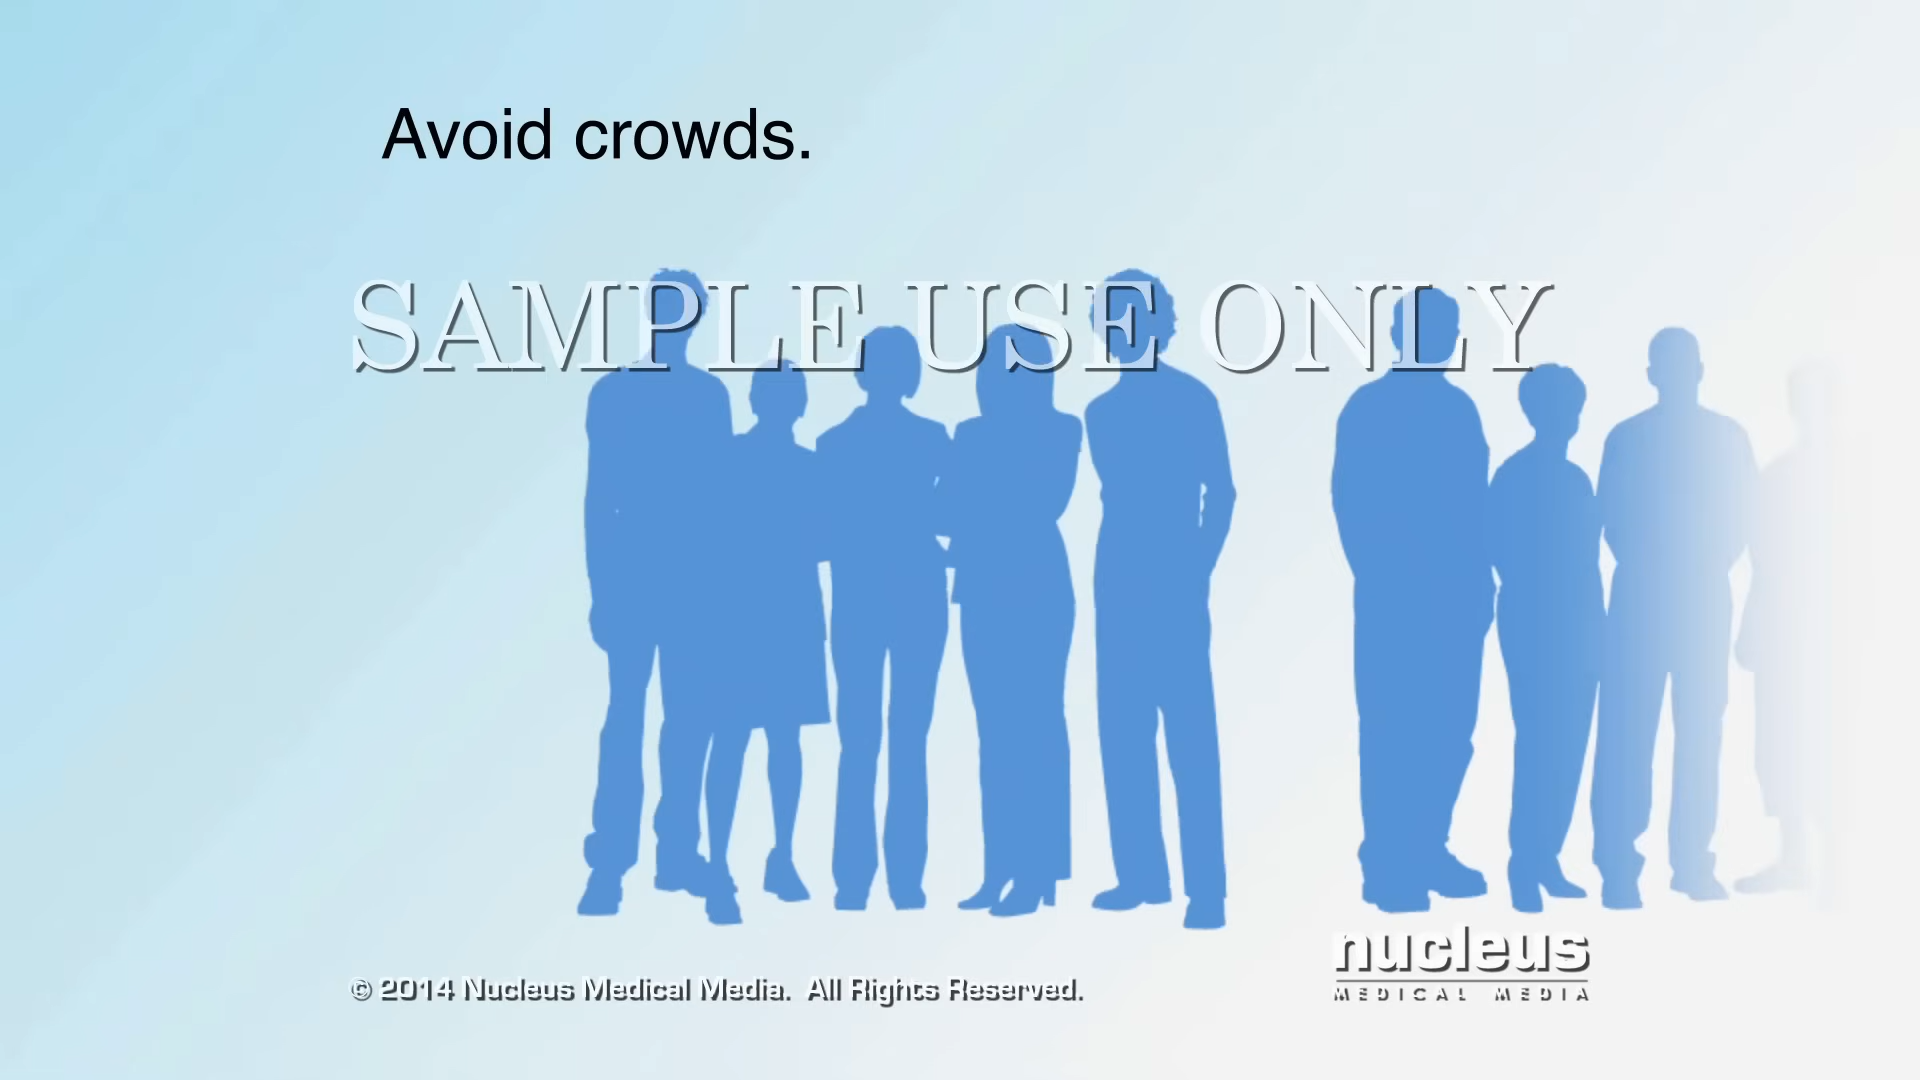 Avoid crowds.
SAMPLE USE ONLY
nucleus
MEDICAL MEDIA
© 2014 Nucleus Medical Media. All Rights Reserved.